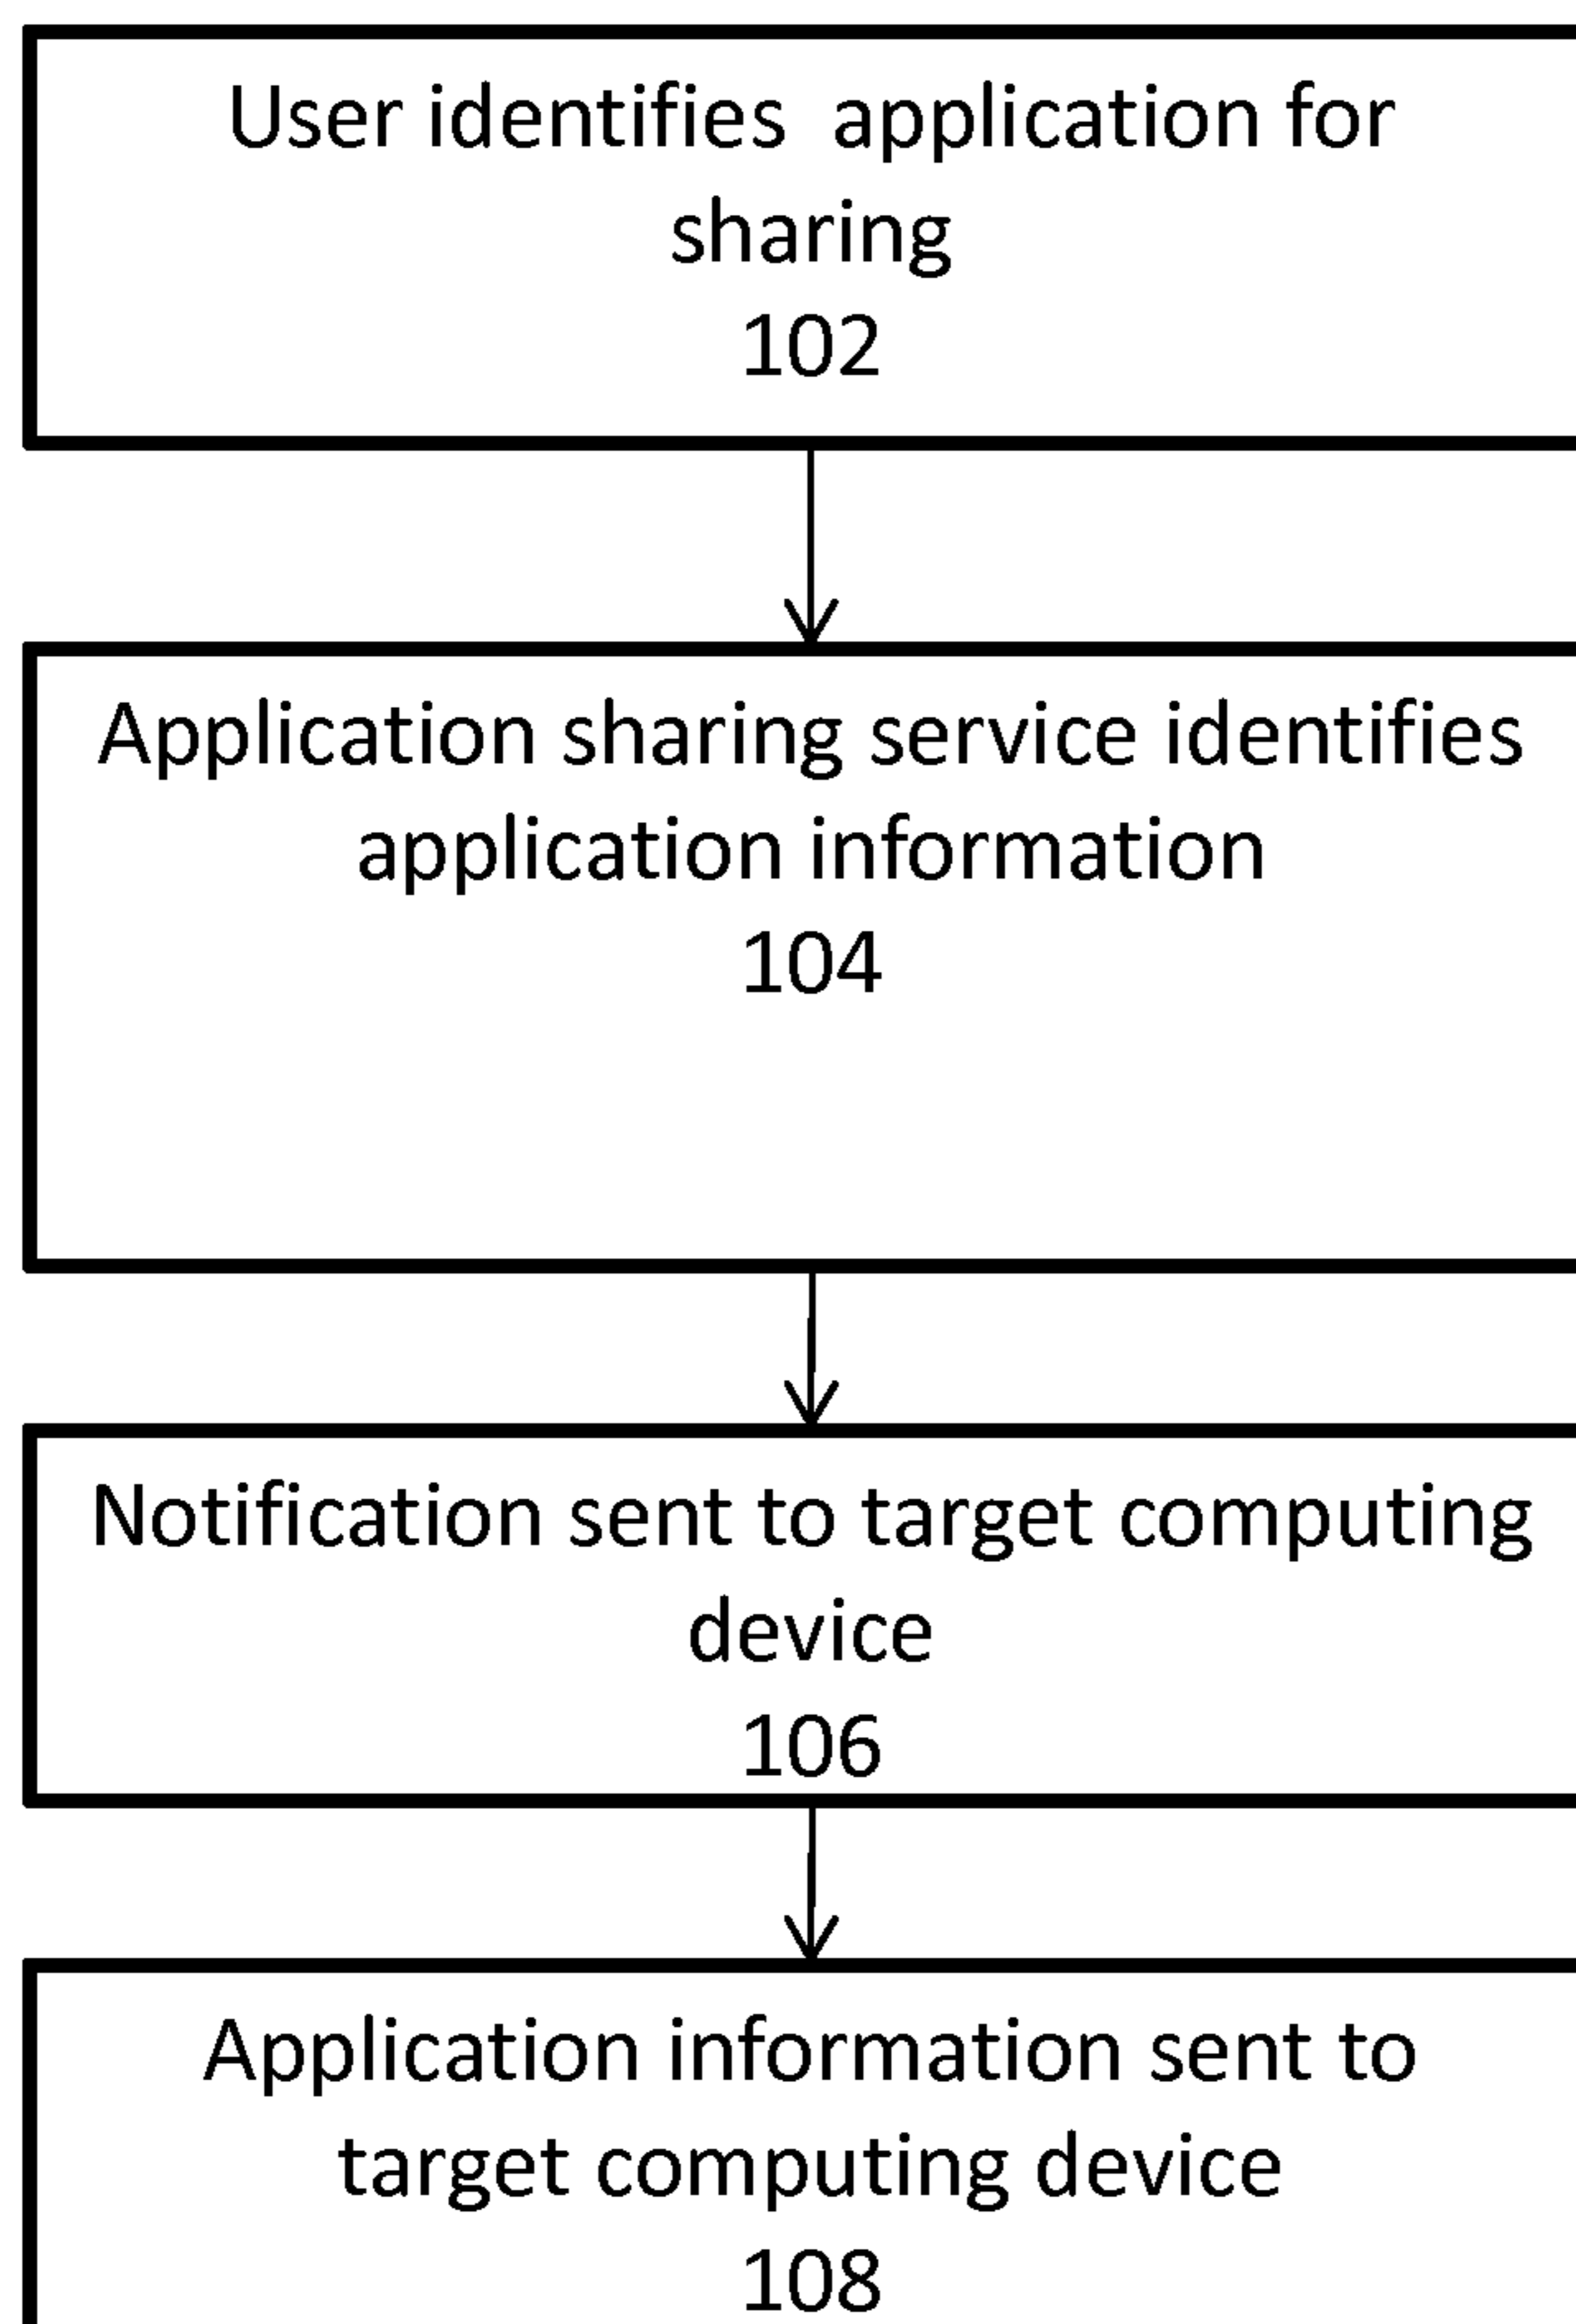 User identifies application for
sharing
102
Application sharing service identifies
application information
104
Notification sent to target computing
device
106
Application information sent to
target computing device
108